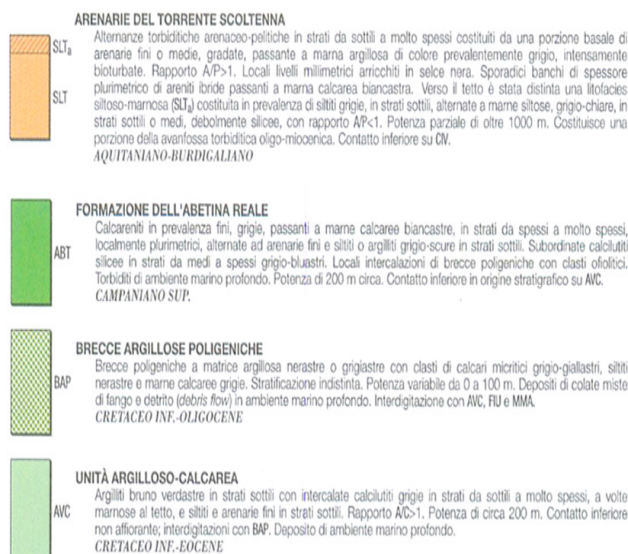 ARENARIE DEL TORRENTE SCOLTENNA
Alternanze torbiditiche arenaceo-pelitiche in strati da sottili a molto spessi costituiti da una porzione basale di
arenarie fini o medie, gradate, passante a marna argillosa di colore prevalentemente grigio, intensamente
bioturbate. Rapporto A/P>1. Locali livelli millimetrici arricchiti in selce nera. Sporadici banchi di spessore
plurimetrico di areniti ibride passanti a marna calcarea biancastra. Verso il tetto è stata distinta una litofacies
siltoso-marnosa (SLTa) costituita in prevalenza di siltiti grigie, in strati sottili, alternate a marne siltose, grigio-chiare, in
strati sottili o medi, debolmente silicee, con rapporto A/P<1. Potenza parziale di oltre 1000 m. Costituisce una
porzione della avanfossa torbiditica oligo-miocenica. Contatto inferiore su CIV.
AQUITANIANO-BURDIGALIANO
SLTa
SLT
FORMAZIONE DELL'ABETINA REALE
Calcareniti in prevalenza fini, grigie, passanti a marne calcaree biancastre, in strati da spessi a molto spessi,
localmente plurimetrici, alternate ad arenarie fini e siltiti o argilliti grigio-scure in strati sottili. Subordinate calcilutiti
silicee in strati da medi a spessi grigio-bluastri. Locali intercalazioni di brecce poligeniche con clasti ofiolitici.
Torbiditi di ambiente marino profondo. Potenza di 200 m circa. Contatto inferiore in origine stratigrafico su AVC.
CAMPANIANO SUP.
ABT
BRECCE ARGILLOSE POLIGENICHE
Brecce poligeniche a matrice argillosa nerastre o grigiastre con clasti di calcari micritici grigio-giallastri, siltiti
nerastre e marne calcaree grigie. Stratificazione indistinta. Potenza variabile da 0 a 100 m. Depositi di colate miste
di fango e detrito (debris flow) in ambiente marino profondo. Interdigitazione con AVC, FIU e MMA.
CRETACEO INF.-OLIGOCENE
BAP
UNITÀ ARGILLOSO-CALCAREA
Argilliti bruno verdastre in strati sottili con intercalate calcilutiti grigie in strati da sottili a molto spessi, a volte
marnose al tetto, e siltiti e arenarie fini in strati sottili. Rapporto A/C>1. Potenza di circa 200 m. Contatto inferiore
non affiorante; interdigitazioni con BAP. Deposito di ambiente marino profondo.
CRETACEO INF.-EOCENE
AVC